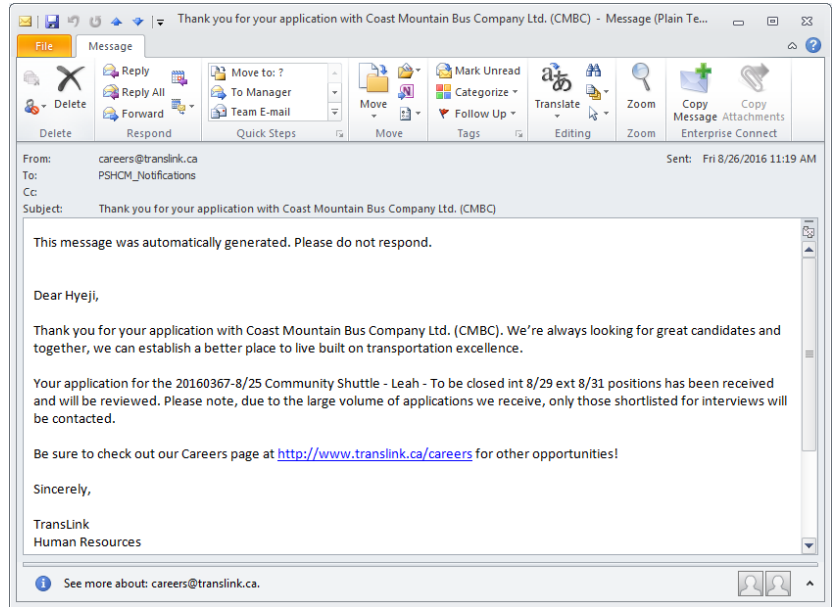 Thank you for your application with Coast Mountain Bus Company Ltd. (CMBC) - Message (Plain Te...
File Message
Reply Move to: ? Mark Unread
Delete Reply All To Manager Move Categorize Translate Zoom Copy Message Copy Attachments
Forward Team E-mail Follow Up
Delete Respond Quick Steps Move Tags Editing Zoom Enterprise Connect
From: careers@translink.ca Sent: Fri 8/26/2016 11:19 AM
To: PSHCM_Notifications
Cc:
Subject: Thank you for your application with Coast Mountain Bus Company Ltd. (CMBC)
This message was automatically generated. Please do not respond.
Dear Hyeji,
Thank you for your application with Coast Mountain Bus Company Ltd. (CMBC). We're always looking for great candidates and
together, we can establish a better place to live built on transportation excellence.
Your application for the 20160367-8/25 Community Shuttle - Leah - To be closed int 8/29 ext 8/31 positions has been received
and will be reviewed. Please note, due to the large volume of applications we receive, only those shortlisted for interviews will
be contacted.
Be sure to check out our Careers page at http://www.translink.ca/careers for other opportunities!
Sincerely,
TransLink
Human Resources
See more about: careers@translink.ca.